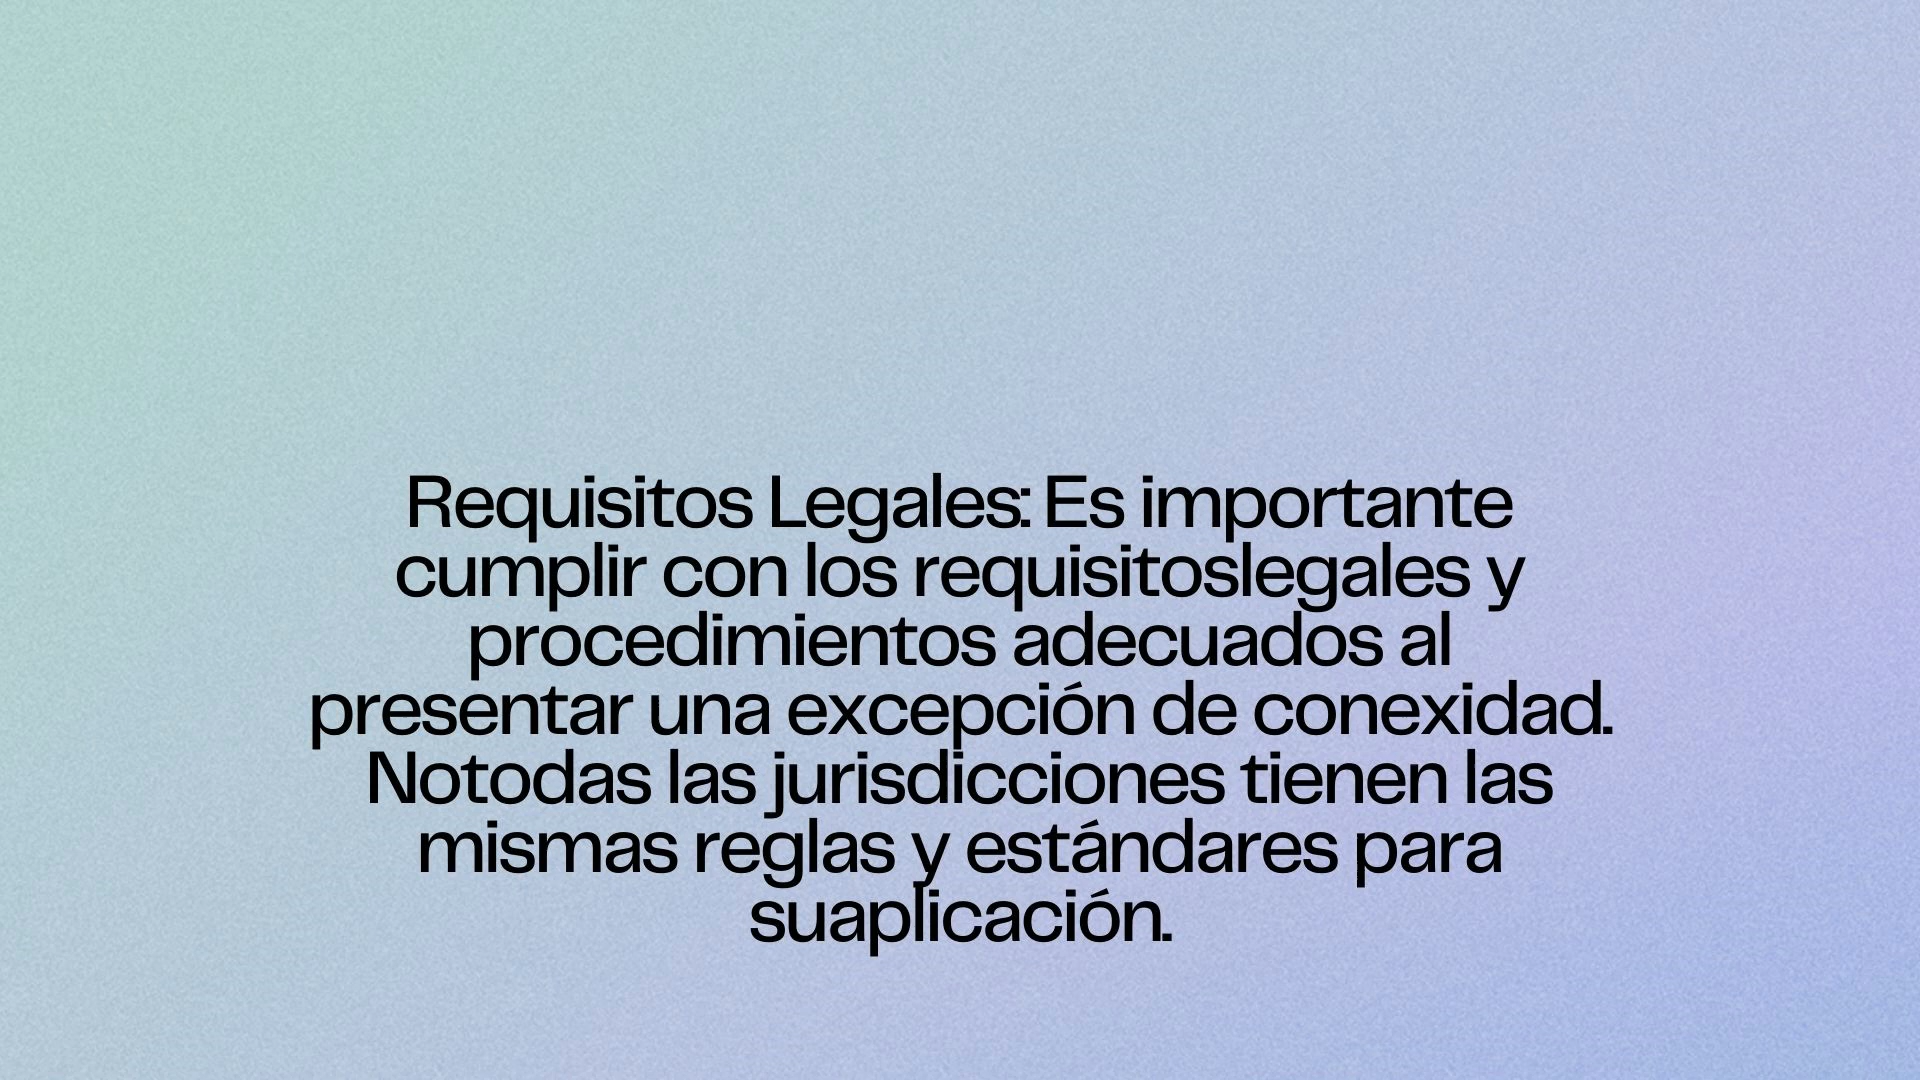 Requisitos Legales: Es importante
cumplir con los requisitoslegales y
procedimientos adecuados al
presentar una excepción de conexidad.
Notodas las jurisdicciones tienen las
mismas reglas y estándares para
suaplicación.